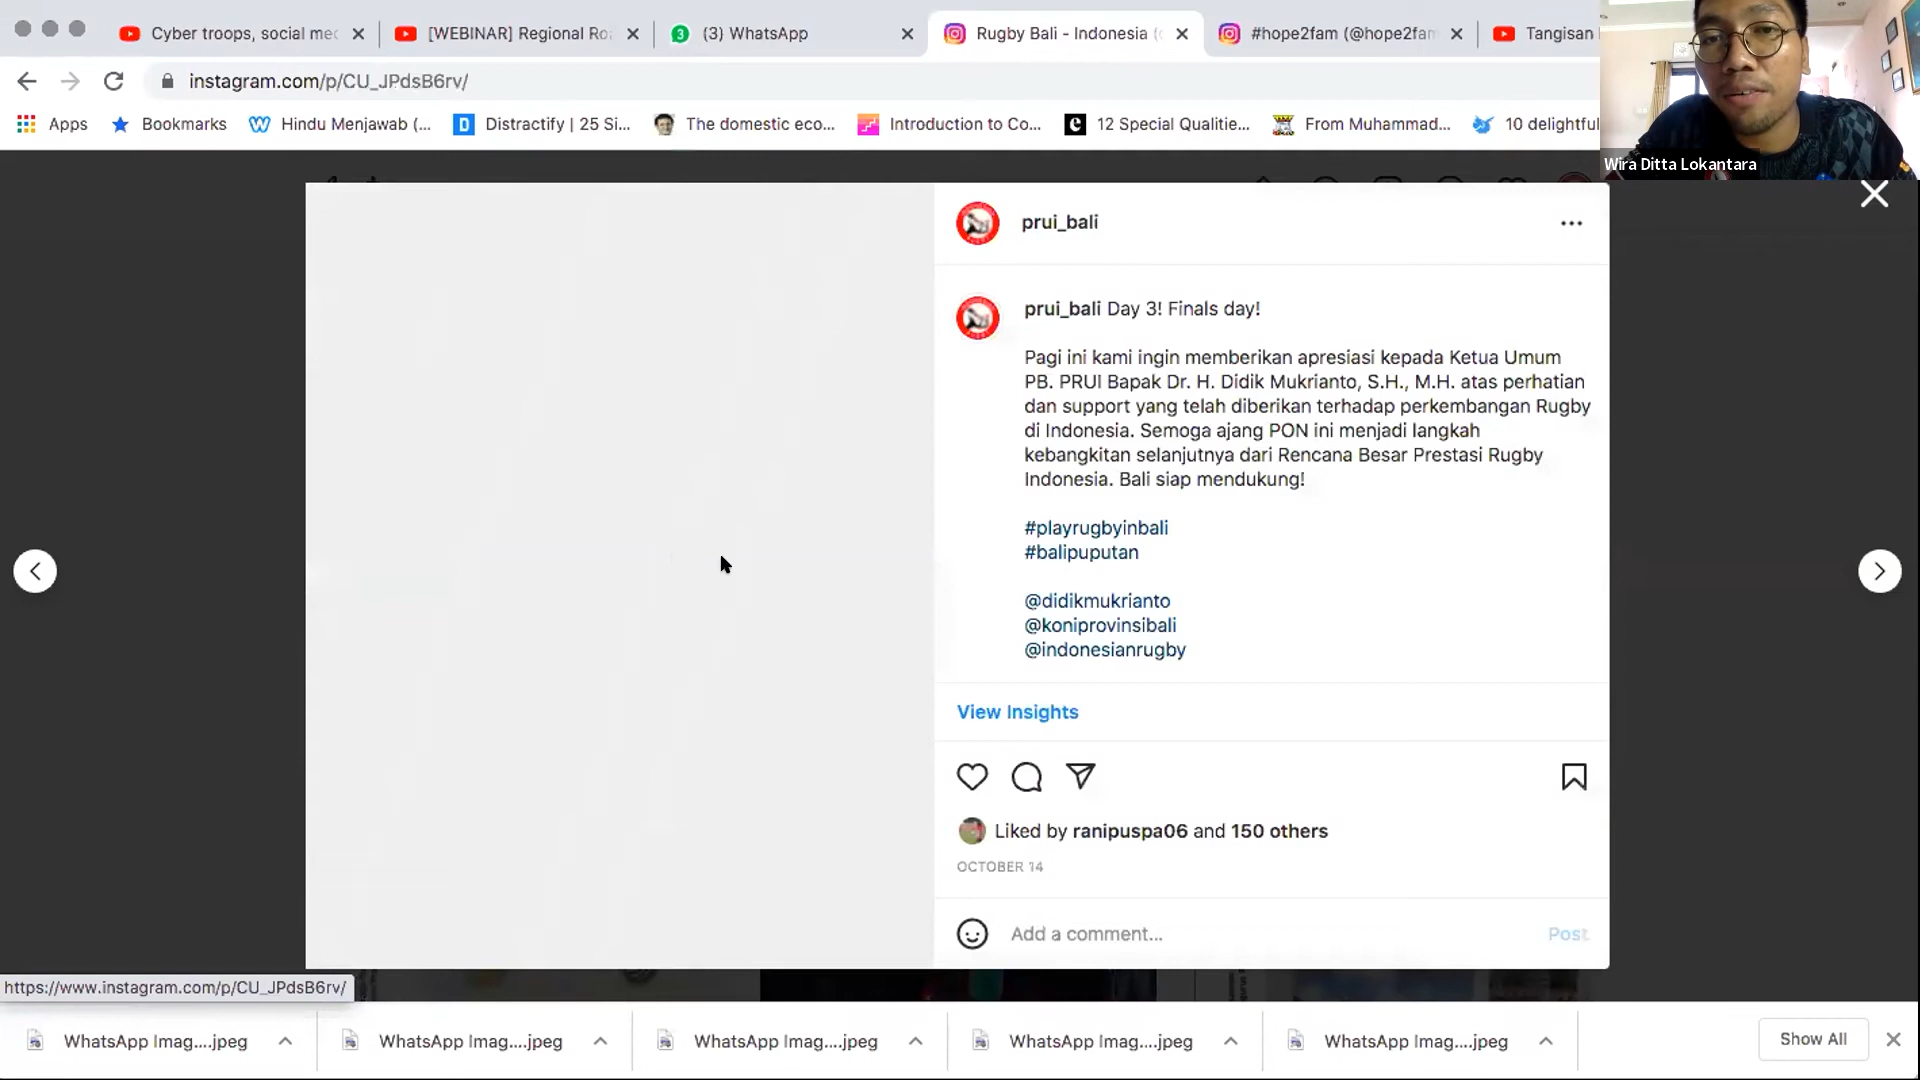 Cyber troops, social mec
[WEBINAR] Regional Ro
(3) WhatsApp
Rugby Bali - Indonesia (
#hope2fam (@hope2fam
Tangisan
instagram.com/p/CU_JPdsB6rv/
Apps
Bookmarks
Hindu Menjawab (...
Distractify | 25 Si...
The domestic eco...
Introduction to Co...
12 Special Qualitie...
From Muhammad...
10 delightful
Wira Ditta Lokantara
prui_bali
prui_bali Day 3! Finals day!
Pagi ini kami ingin memberikan apresiasi kepada Ketua Umum
PB. PRUI Bapak Dr. H. Didik Mukrianto, S.H., M.H. atas perhatian
dan support yang telah diberikan terhadap perkembangan Rugby
di Indonesia. Semoga ajang PON ini menjadi langkah
kebangkitan selanjutnya dari Rencana Besar Prestasi Rugby
Indonesia. Bali siap mendukung!
#playrugbyinbali
#balipuputan
@didikmukrianto
@koniprovinsibali
@indonesianrugby
View Insights
Liked by ranipuspa06 and 150 others
OCTOBER 14
Add a comment...
Post
https://www.instagram.com/p/CU_JPdsB6rv/
WhatsApp Imag....jpeg
WhatsApp Imag....jpeg
WhatsApp Imag....jpeg
WhatsApp Imag....jpeg
WhatsApp Imag....jpeg
Show All